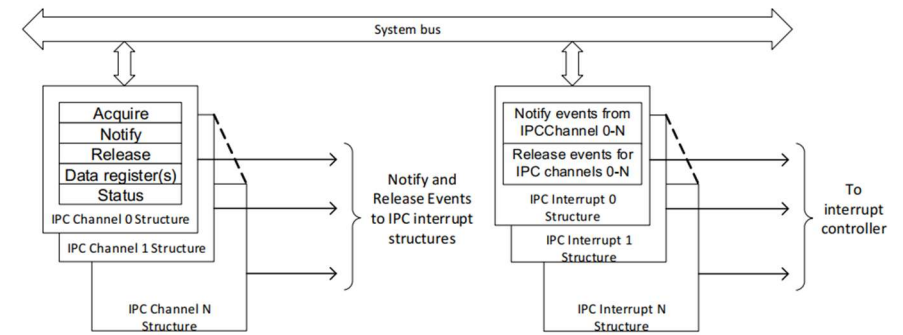 System bus
Acquire
Notify
Release
Data register(s)
Status
IPC Channel 0 Structure
IPC Channel 1 Structure
IPC Channel N
Structure
Notify and
Release Events
to IPC interrupt
structures
Notify events from
IPCChannel 0-N
Release events for
IPC channels 0-N
IPC Interrupt 0
Structure
IPC Interrupt 1
Structure
IPC Interrupt N
Structure
To
interrupt
controller